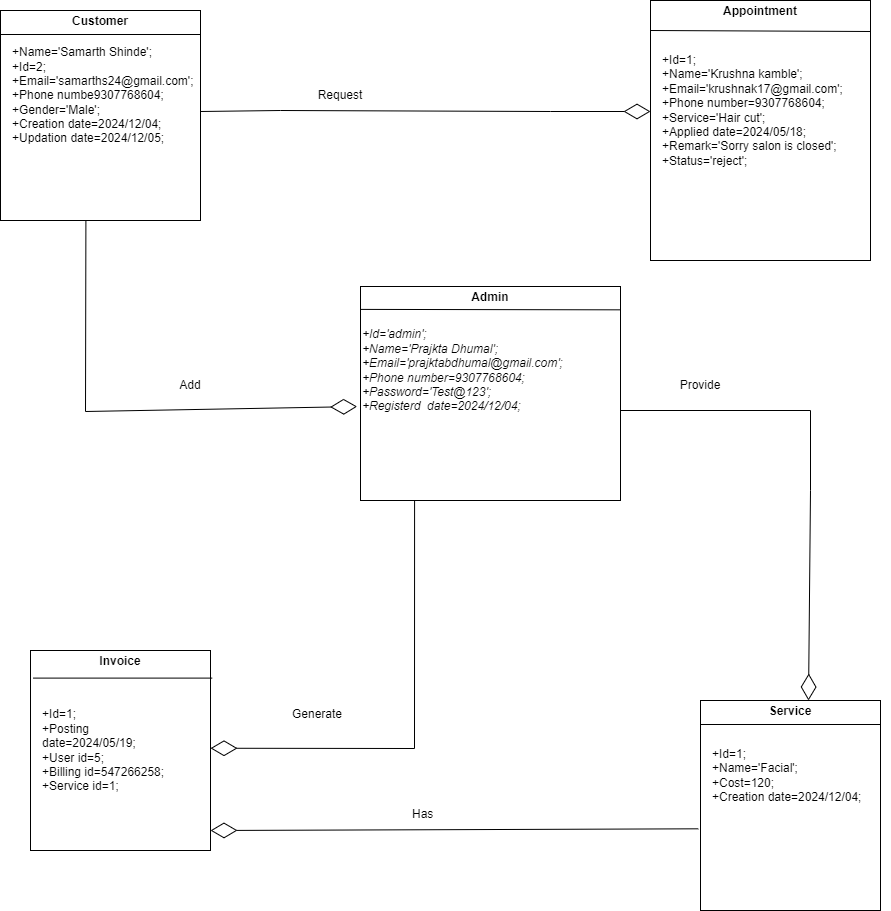 Customer
+Name='Samarth Shinde';
+Id=2;
+Email='samarths24@gmail.com';
+Phone numbe9307768604;
+Gender='Male';
+Creation date=2024/12/04;
+Updation date=2024/12/05;
Request
Appointment
+Id=1;
+Name='Krushna kamble';
+Email='krushnak17@gmail.com';
+Phone number=9307768604;
+Service='Hair cut';
+Applied date=2024/05/18;
+Remark='Sorry salon is closed';
+Status='reject';
Admin
+Id='admin';
+Name='Prajkta Dhumal';
+Email='prajktabdhumal@gmail.com';
+Phone number=9307768604;
+Password='Test@123';
+Registerd  date=2024/12/04;
Add
Provide
Invoice
+Id=1;
+Posting
date=2024/05/19;
+User id=5;
+Billing id=547266258;
+Service id=1;
Generate
Has
Service
+Id=1;
+Name='Facial';
+Cost=120;
+Creation date=2024/12/04;